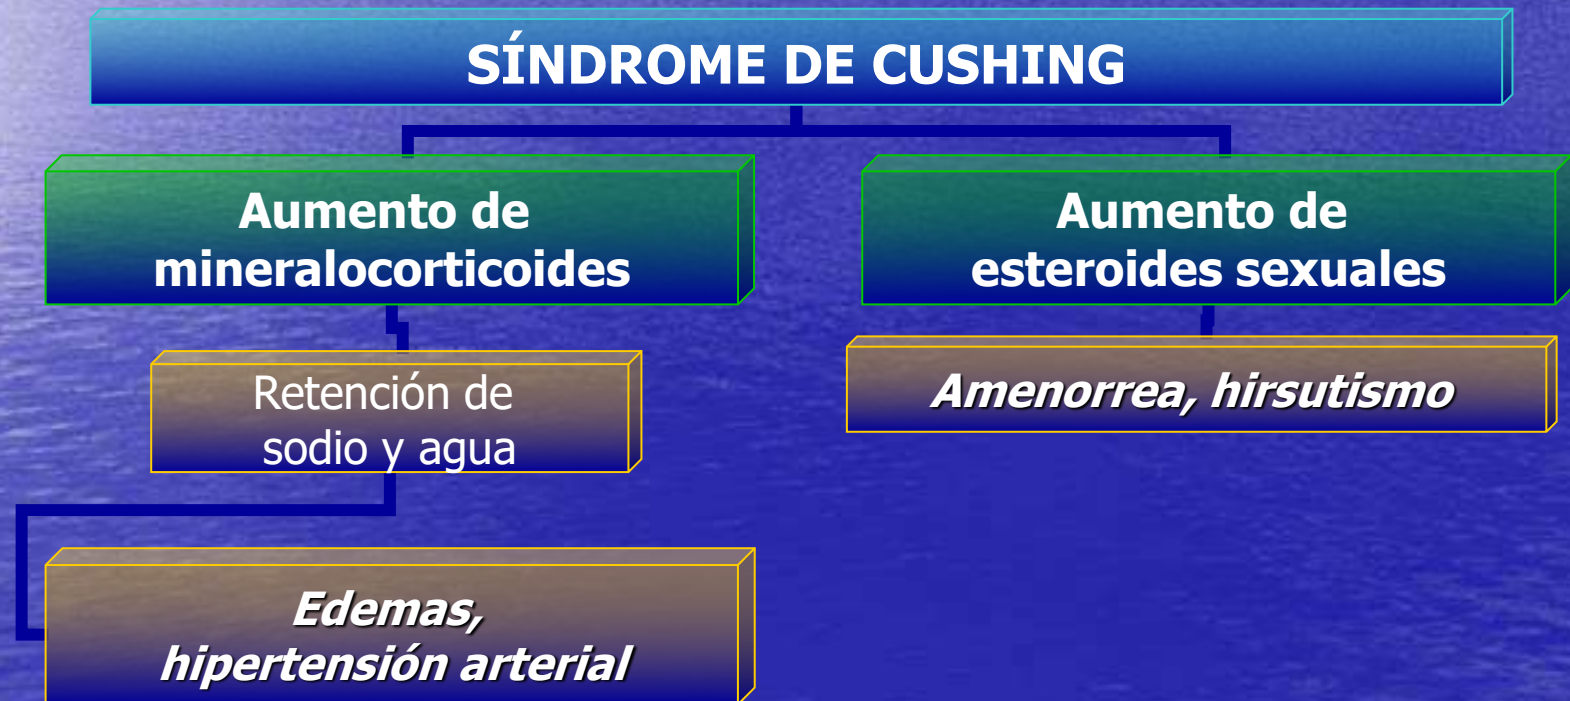 SÍNDROME DE CUSHING
Aumento de
mineralocorticoides
Aumento de
esteroides sexuales
Retención de
sodio y agua
Amenorrea, hirsutismo
Edemas,
hipertensión arterial